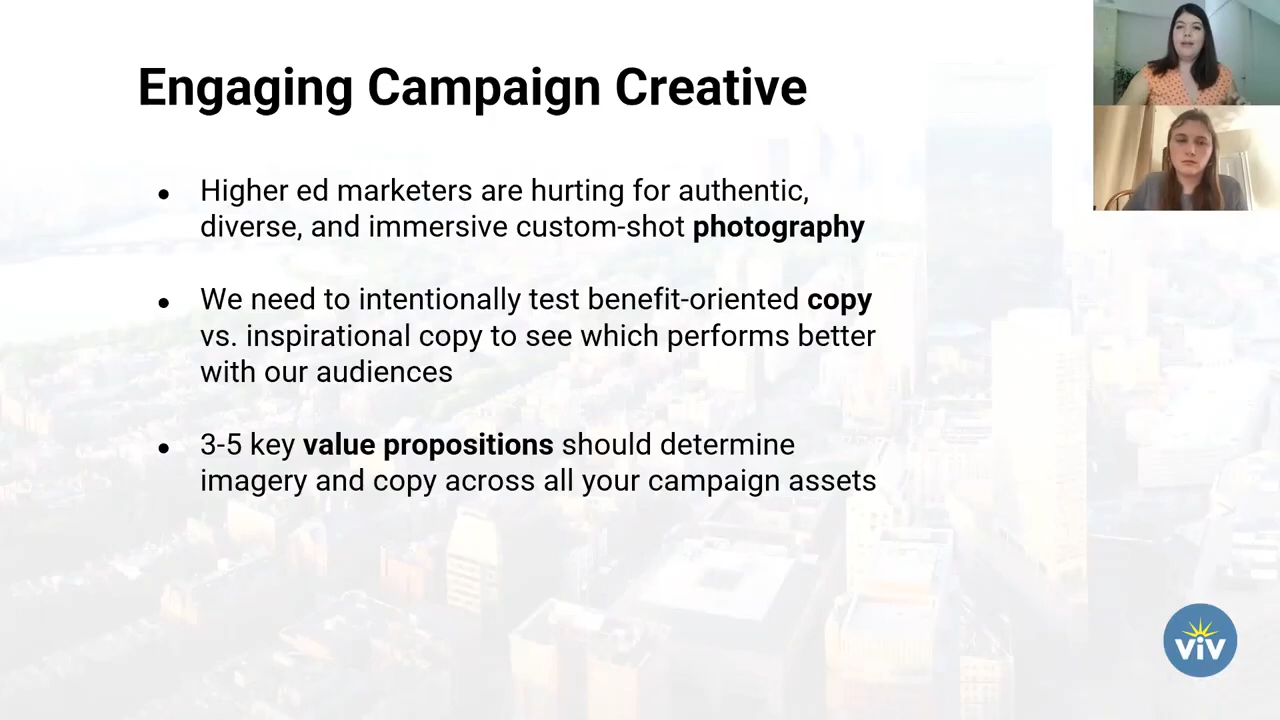 Engaging Campaign Creative
● Higher ed marketers are hurting for authentic,
diverse, and immersive custom-shot photography
● We need to intentionally test benefit-oriented copy
vs. inspirational copy to see which performs better
with our audiences
● 3-5 key value propositions should determine
imagery and copy across all your campaign assets
viv